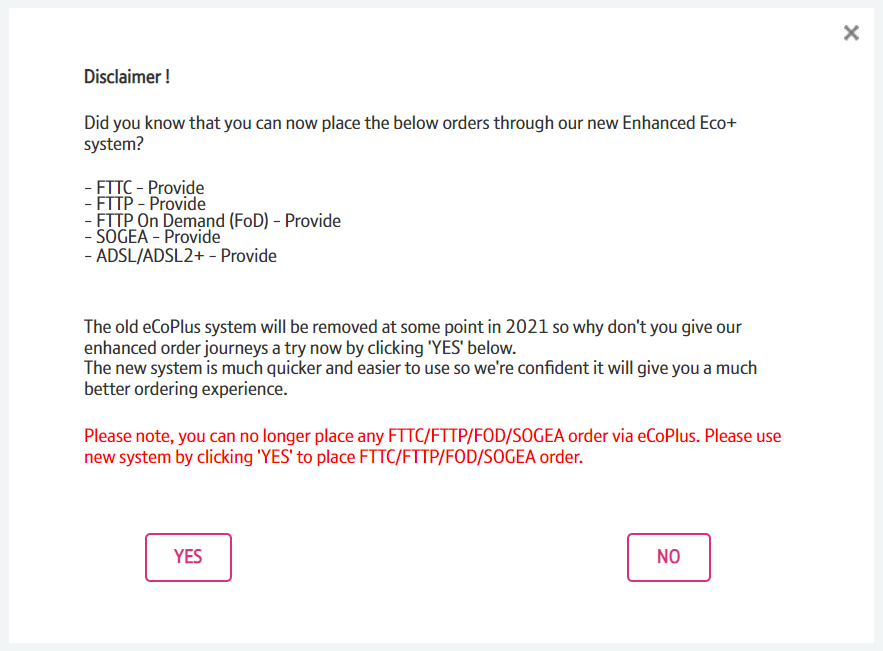 Disclaimer !
Did you know that you can now place the below orders through our new Enhanced Eco+
system?
- FTTC - Provide
- FTTP - Provide
- FTTP On Demand (FoD) - Provide
- SOGEA - Provide
- ADSL/ADSL2+ - Provide
The old eCoPlus system will be removed at some point in 2021 so why don't you give our
enhanced order journeys a try now by clicking 'YES' below.
The new system is much quicker and easier to use so we're confident it will give you a much
better ordering experience.
Please note, you can no longer place any FTTC/FTTP/FOD/SOGEA order via eCoPlus. Please use
new system by clicking 'YES' to place FTTC/FTTP/FOD/SOGEA order.
YES
NO